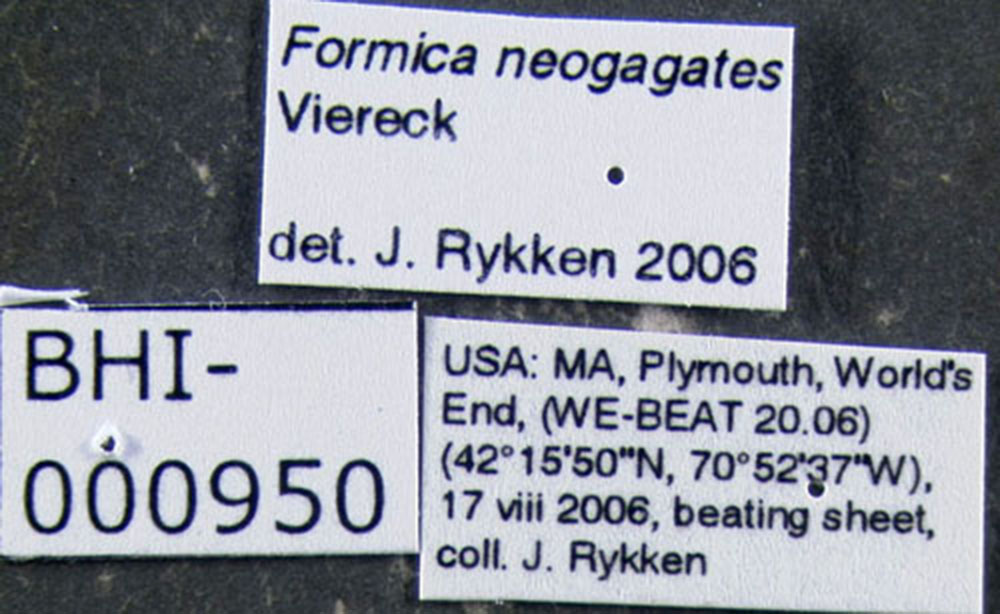 Formica neogagates
Viereck
det. J. Rykken 2006
BHI-
000950
USA: MA, Plymouth, World's
End, (WE-BEAT 20.06)
(42°15'50"N, 70°52'37"W),
17 viii 2006, beating sheet,
coll. J. Rykken